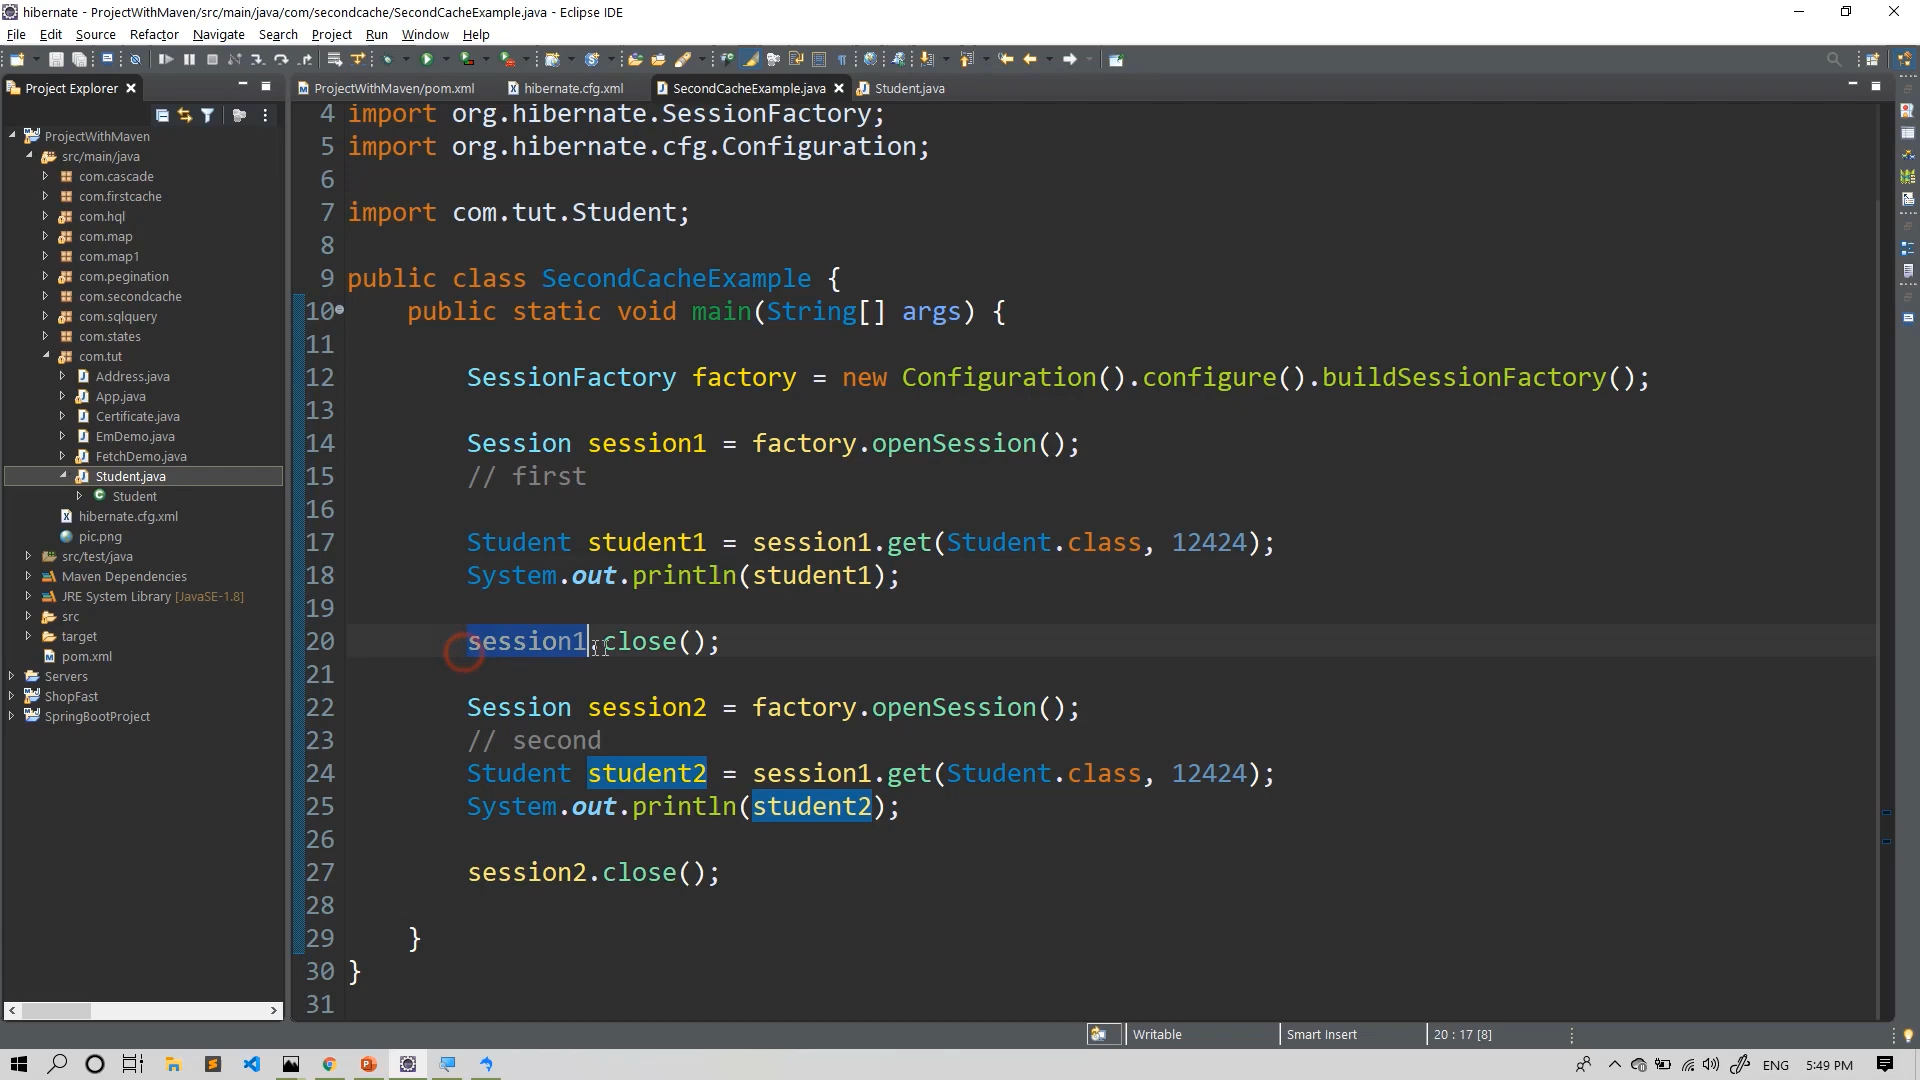 hibernate - ProjectWithMaven/src/main/java/com/secondcache/SecondCacheExample.java - Eclipse IDE
File Edit Source Refactor Navigate Search Project Run Window Help
Project Explorer
ProjectWithMaven/pom.xml hibernate.cfg.xml SecondCacheExample.java Student.java
ProjectWithMaven
src/main/java
com.cascade
com.firstcache
com.hql
com.map
com.map1
com.pegination
com.secondcache
com.sqlquery
com.states
com.tut
Address.java
App.java
Certificate.java
EmDemo.java
FetchDemo.java
Student.java
Student
hibernate.cfg.xml
pic.png
src/test/java
Maven Dependencies
JRE System Library [JavaSE-1.8]
src
target
pom.xml
Servers
ShopFast
SpringBootProject
4 import org.hibernate.SessionFactory;
5 import org.hibernate.cfg.Configuration;
6
7 import com.tut.Student;
8
9 public class SecondCacheExample {
10 public static void main(String[] args) {
11
12 SessionFactory factory = new Configuration().configure().buildSessionFactory();
13
14 Session session1 = factory.openSession();
15 // first
16
17 Student student1 = session1.get(Student.class, 12424);
18 System.out.println(student1);
19
20 session1.close();
21
22 Session session2 = factory.openSession();
23 // second
24 Student student2 = session1.get(Student.class, 12424);
25 System.out.println(student2);
26
27 session2.close();
28
29 }
30 }
31
Writable Smart Insert 20 : 17 [8]
ENG 5:49 PM